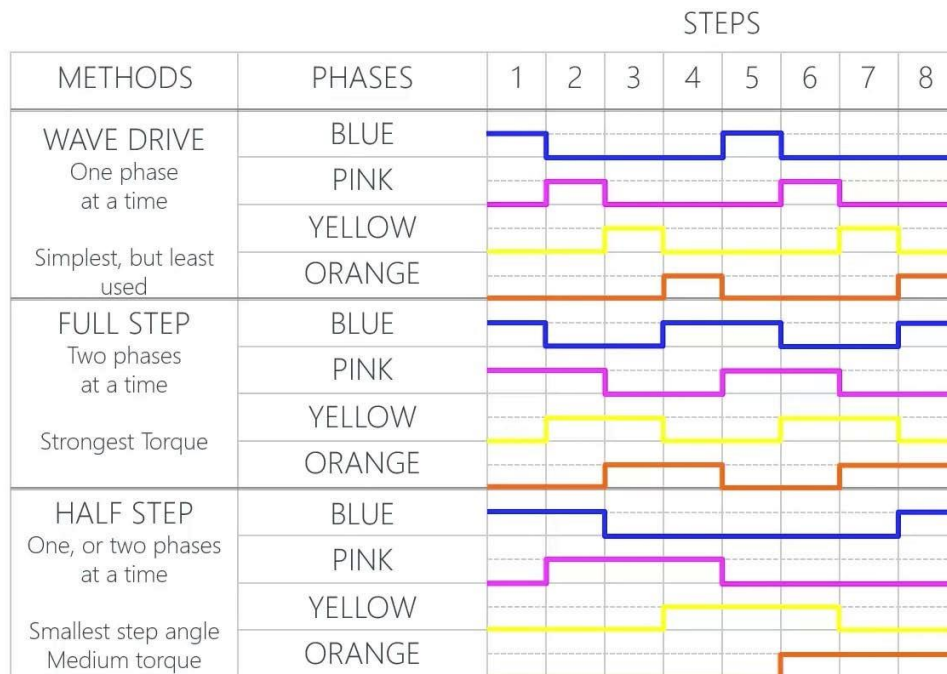 STEPS
METHODS PHASES 1 2 3 4 5 6 7 8
WAVE DRIVE
One phase
at a time
Simplest, but least
used
BLUE
PINK
YELLOW
ORANGE
FULL STEP
Two phases
at a time
Strongest Torque
BLUE
PINK
YELLOW
ORANGE
HALF STEP
One, or two phases
at a time
Smallest step angle
Medium torque
BLUE
PINK
YELLOW
ORANGE